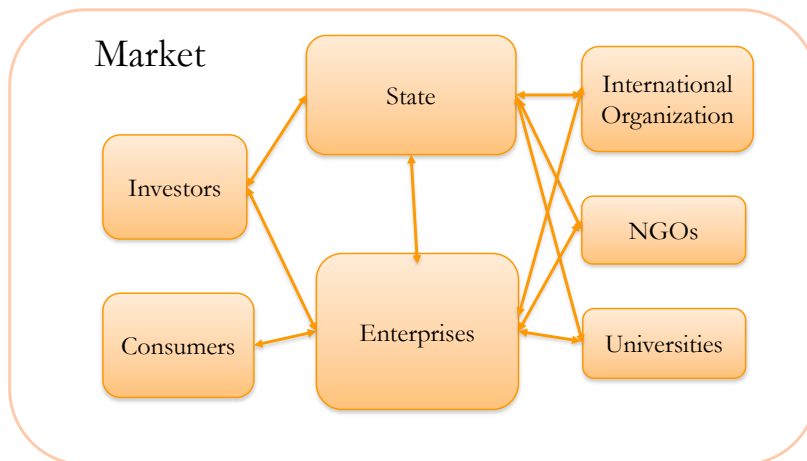 Market
State
International
Organization
Investors
NGOs
Enterprises
Consumers
Universities